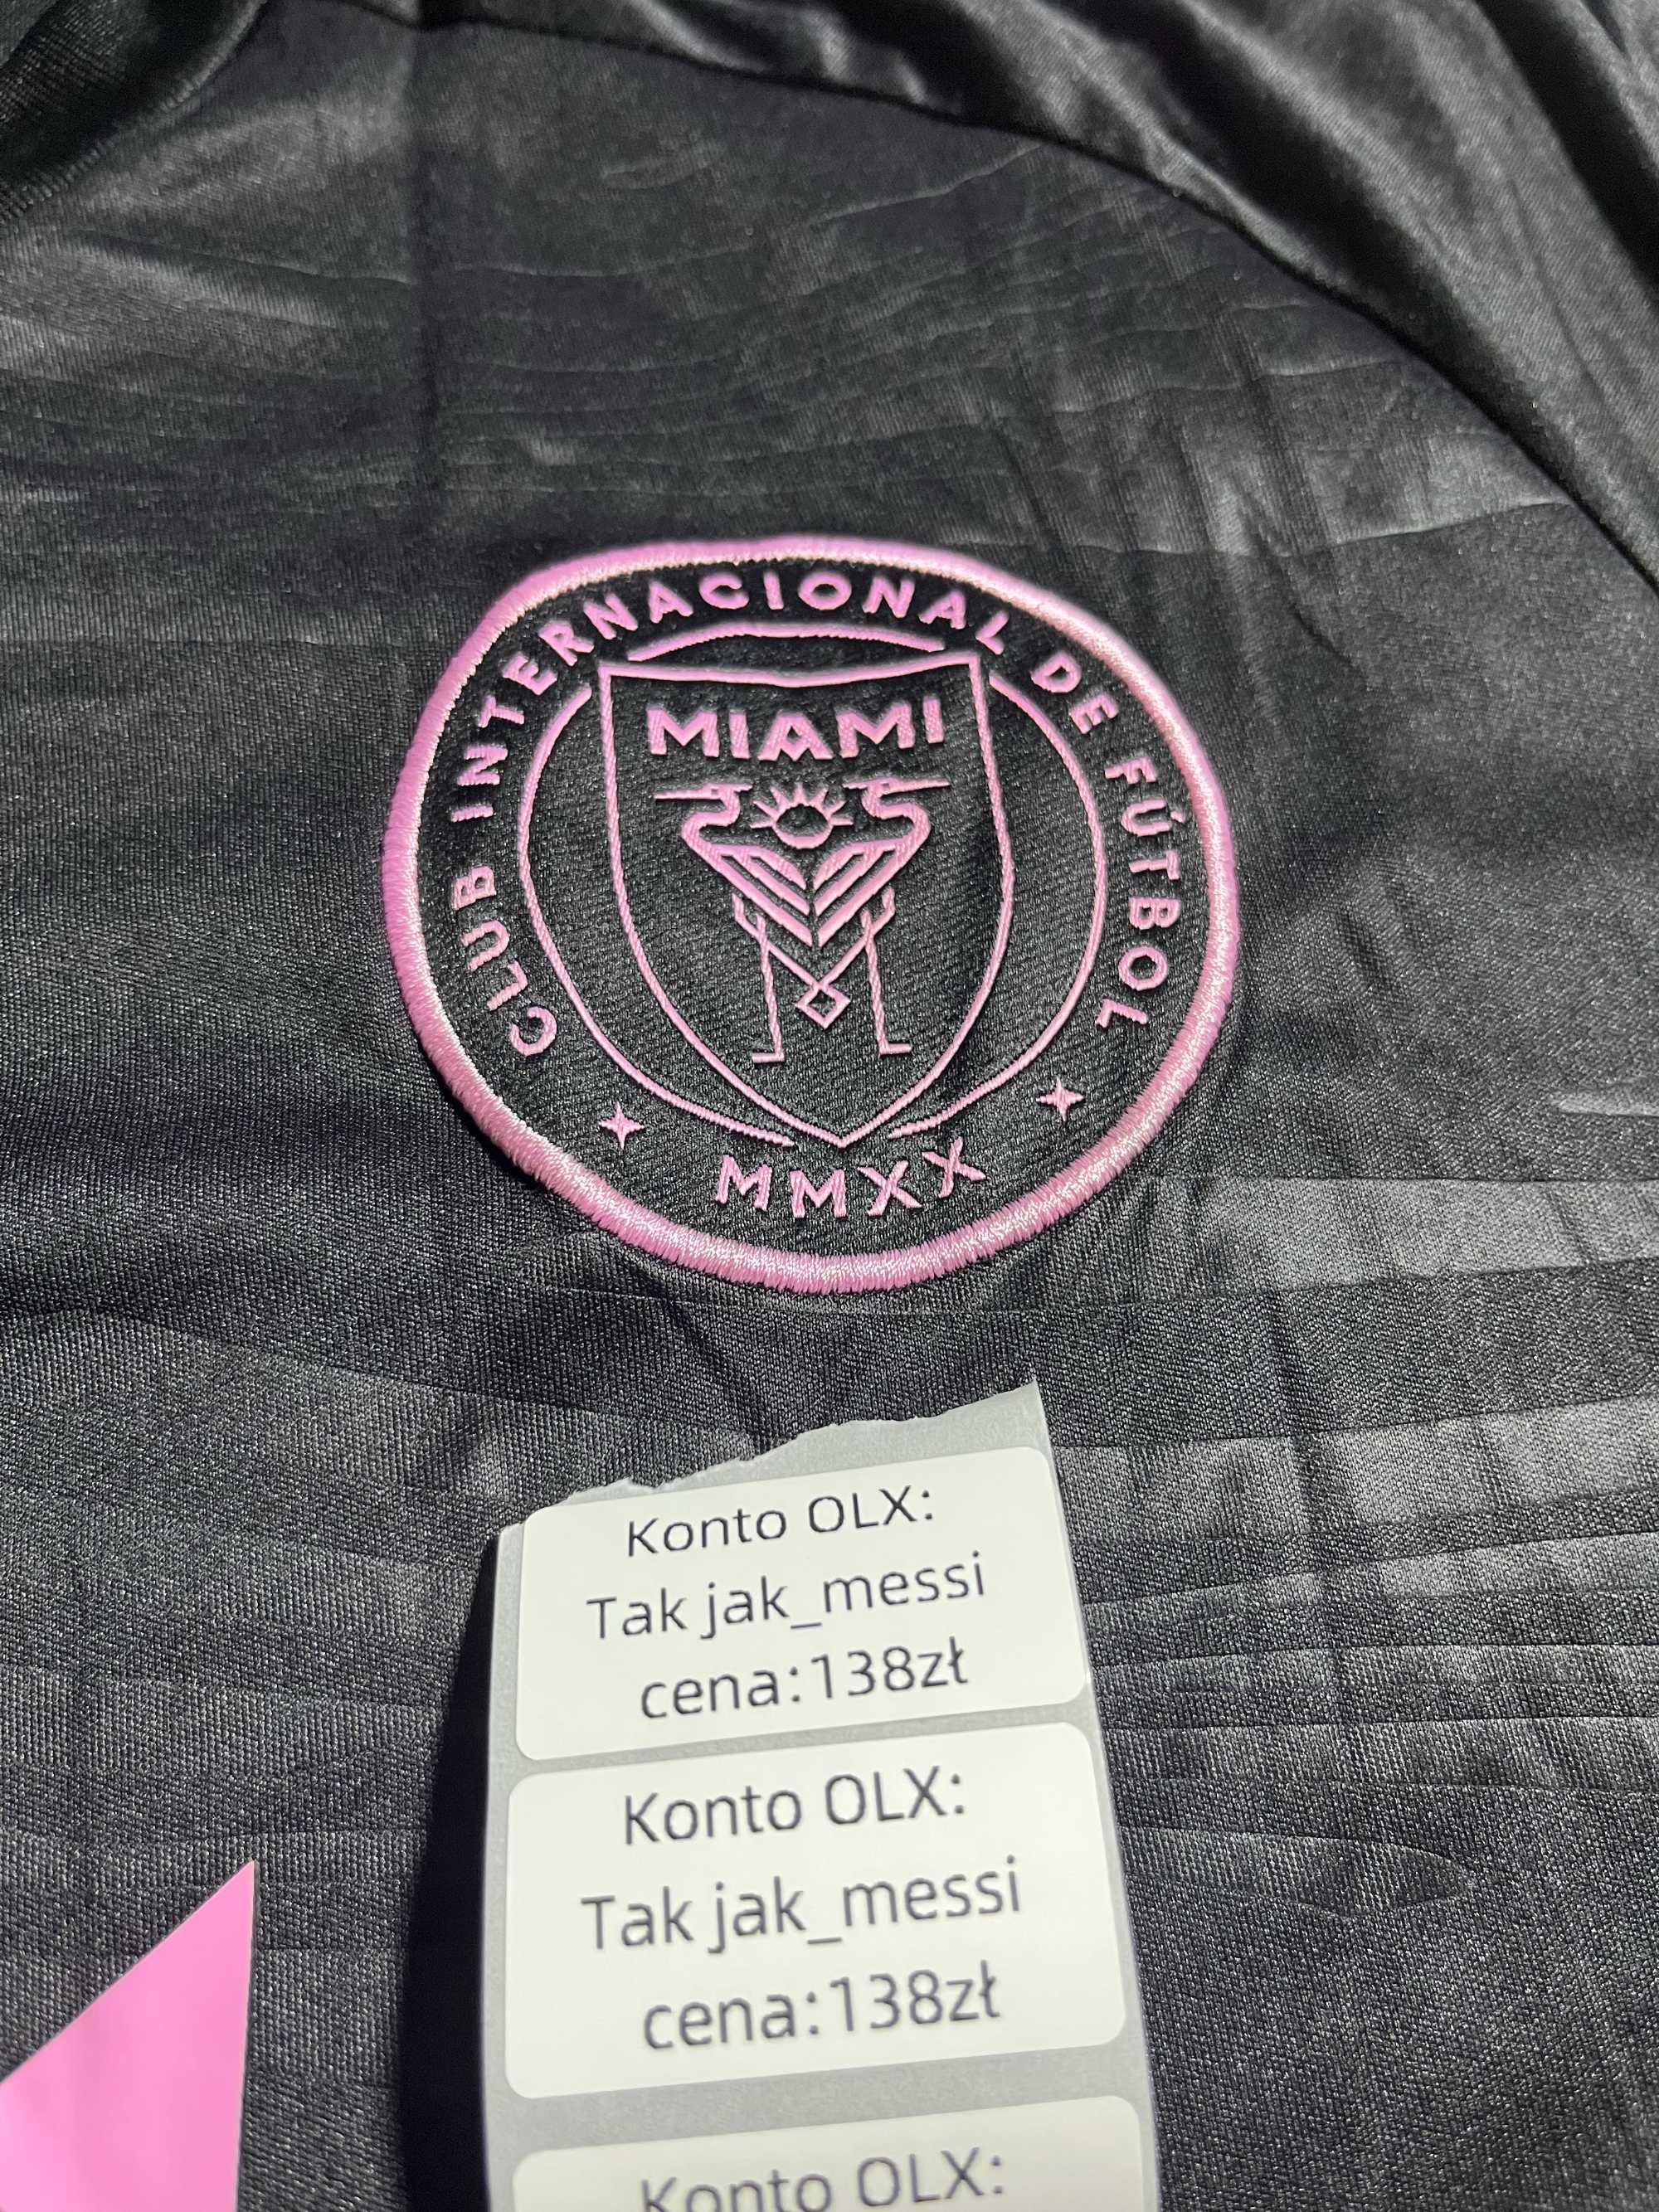 CLUB INTERNACIONAL DE FÚTBOL
MIAMI
MMXX
Konto OLX:
Tak jak_messi
cena:138zł
Konto OLX:
Tak jak_messi
cena:138zł
Konto OLX: